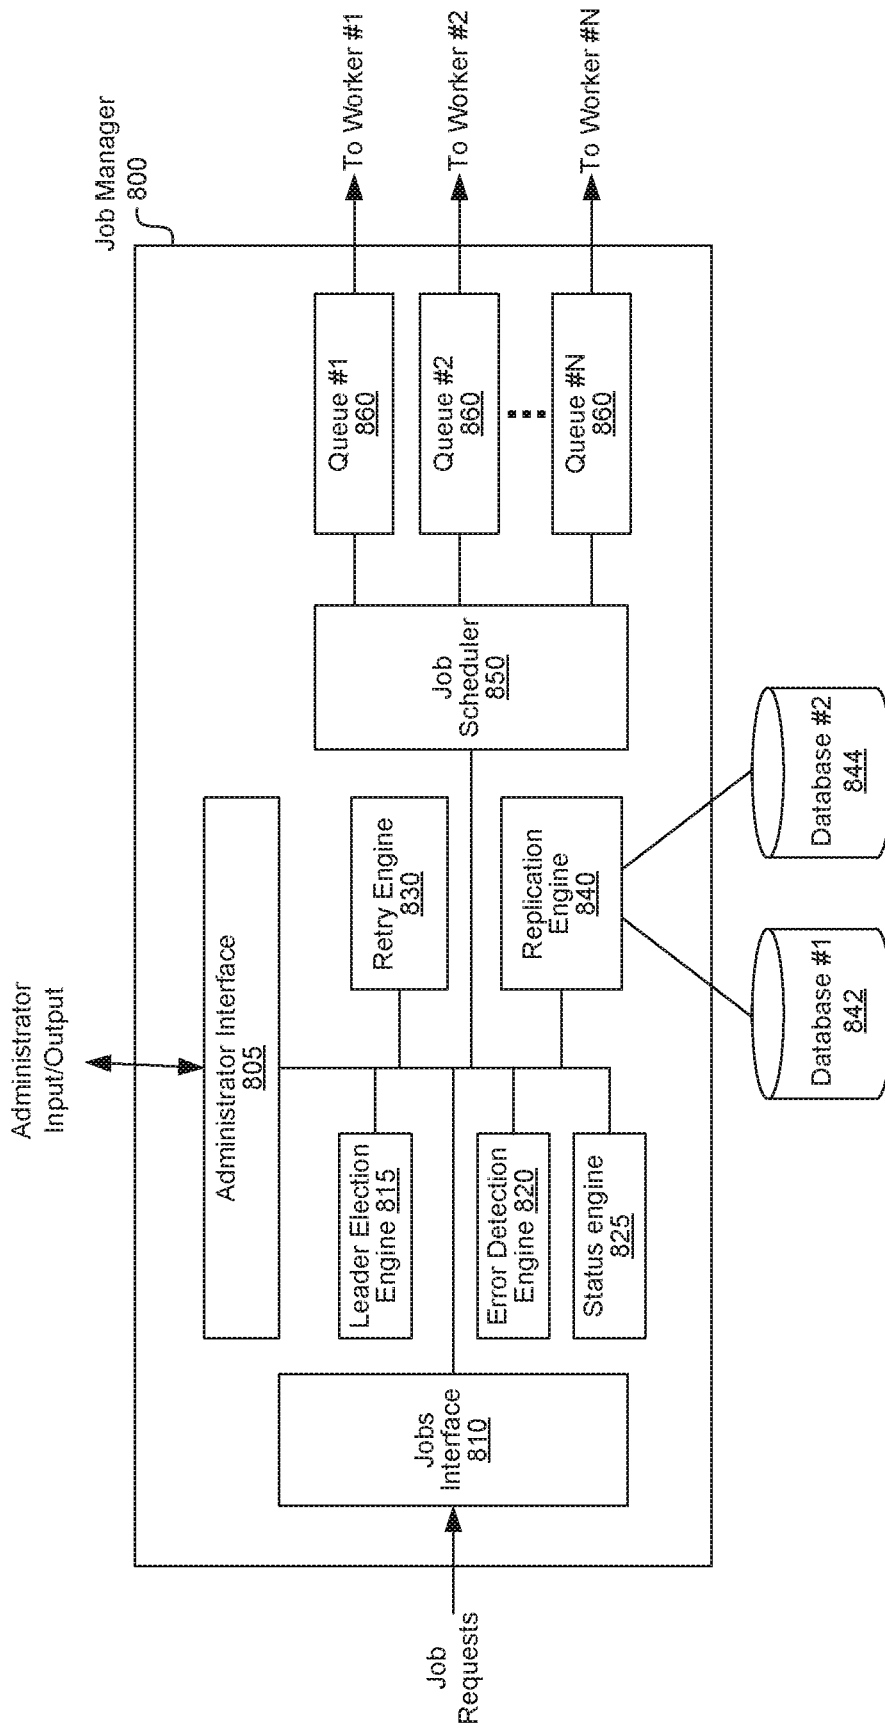 Job Manager
800
Administrator
Input/Output
Administrator Interface
805
Job
Requests
Jobs
Interface
810
Leader Election
Engine 815
Error Detection
Engine 820
Status engine
825
Retry Engine
830
Replication
Engine
840
Job
Scheduler
850
Queue #1
860
Queue #2
860
Queue #N
860
To Worker #1
To Worker #2
To Worker #N
Database #1
842
Database #2
844